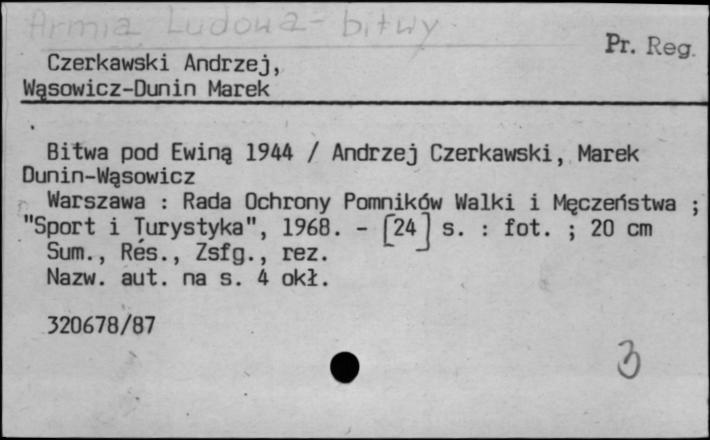 Armia Ludowa - bitwy
Pr. Reg.
Czerkawski Andrzej,
Wąsowicz-Dunin Marek
Bitwa pod Ewiną 1944 / Andrzej Czerkawski, Marek
Dunin-Wąsowicz
Warszawa : Rada Ochrony Pomników Walki i Męczeństwa ;
"Sport i Turystyka", 1968. - [24] s. : fot. ; 20 cm
Sum., Rés., Zsfg., rez.
Nazw. aut. na s. 4 okł.
320678/87
3